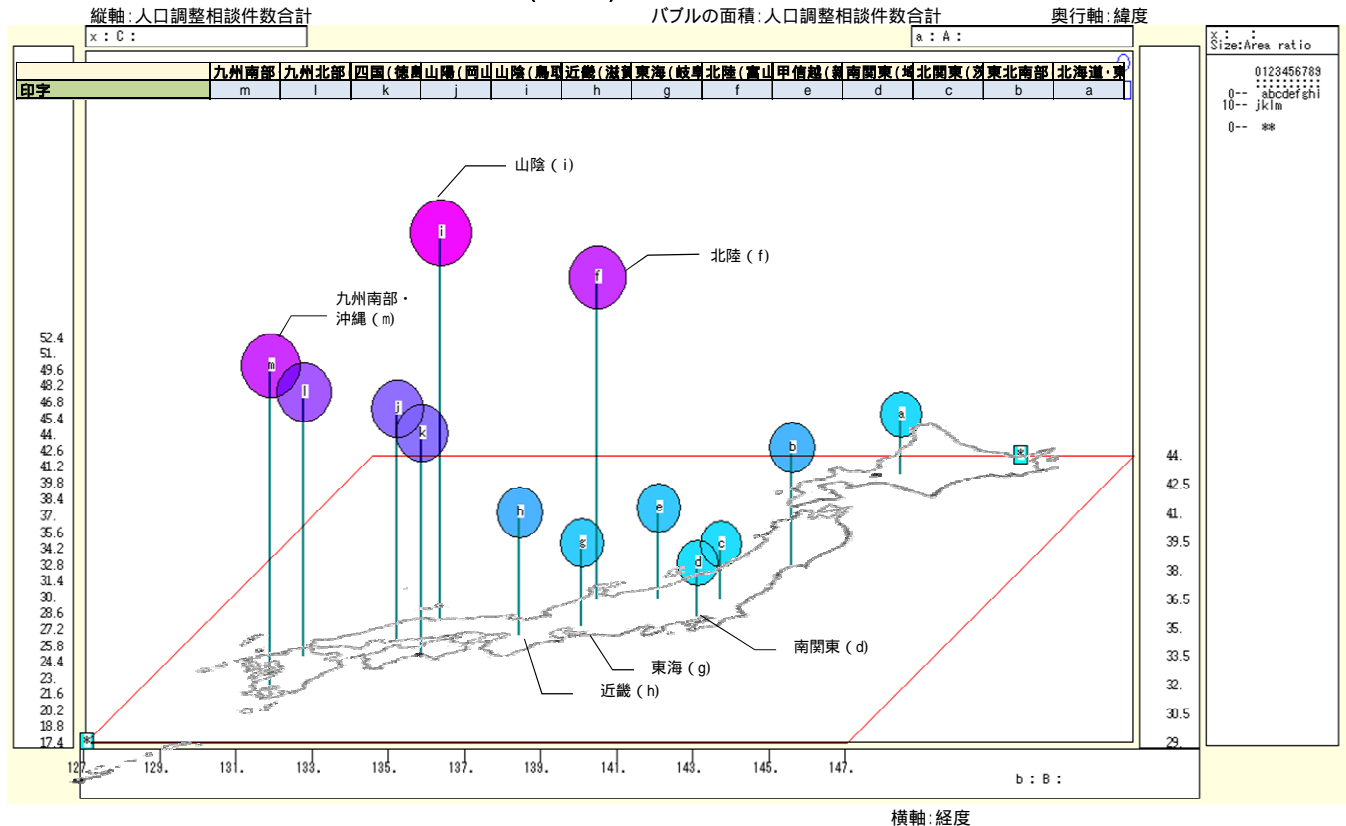 縦軸:人口調整相談件数合計
バブルの面積:人口調整相談件数合計
奥行軸:緯度
x : C :
a : A :
Size:Area ratio
0123456789
0-- abcdefghi
10-- jklm
0-- **
九州南部 九州北部 四国(徳島 山陽(岡山 山陰(鳥取 近畿(滋賀 東海(岐阜 北陸(富山 甲信越(新 南関東(埼 北関東(茨 東北南部 北海道・東
印字 m l k j i h g f e d c b a
山陰(i)
i
北陸(f)
f
九州南部・
沖縄(m)
m
l
j
k
a
b
h
e
g
c
d
*
*
南関東(d)
東海(g)
近畿(h)
52.4
51.
49.6
48.2
46.8
45.4
44.
42.6
41.2
39.8
38.4
37.
35.6
34.2
32.8
31.4
30.
28.6
27.2
25.8
24.4
23.
21.6
20.2
18.8
17.4
44.
42.5
41.
39.5
38.
36.5
35.
33.5
32.
30.5
29.
127. 129. 131. 133. 135. 137. 139. 141. 143. 145. 147.
b : B :
横軸:経度